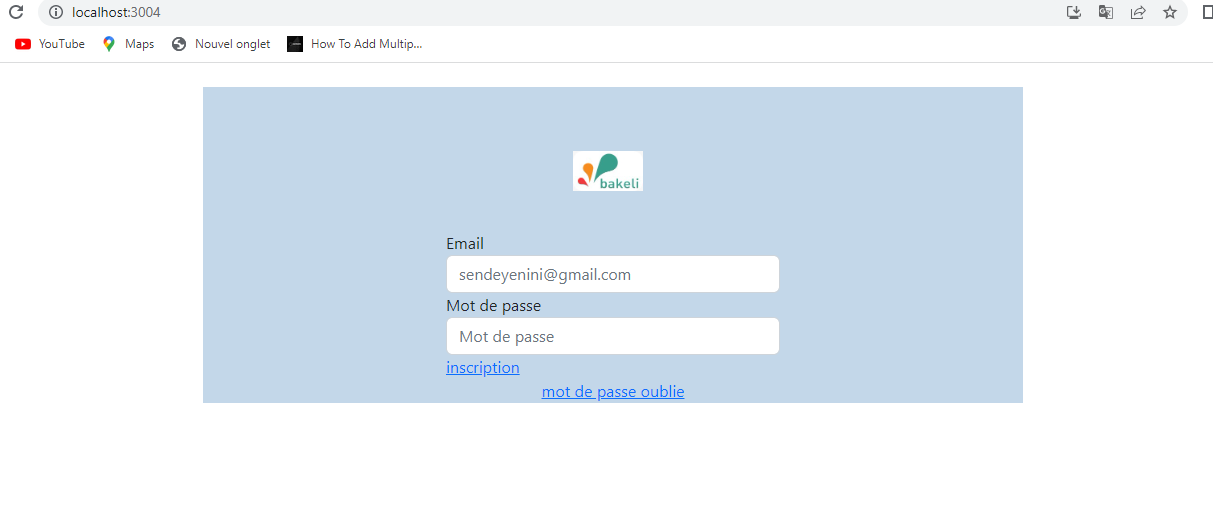 localhost:3004
YouTube Maps Nouvel onglet How To Add Multip...
bakeli
Email
sendeyenini@gmail.com
Mot de passe
Mot de passe
inscription
mot de passe oublie